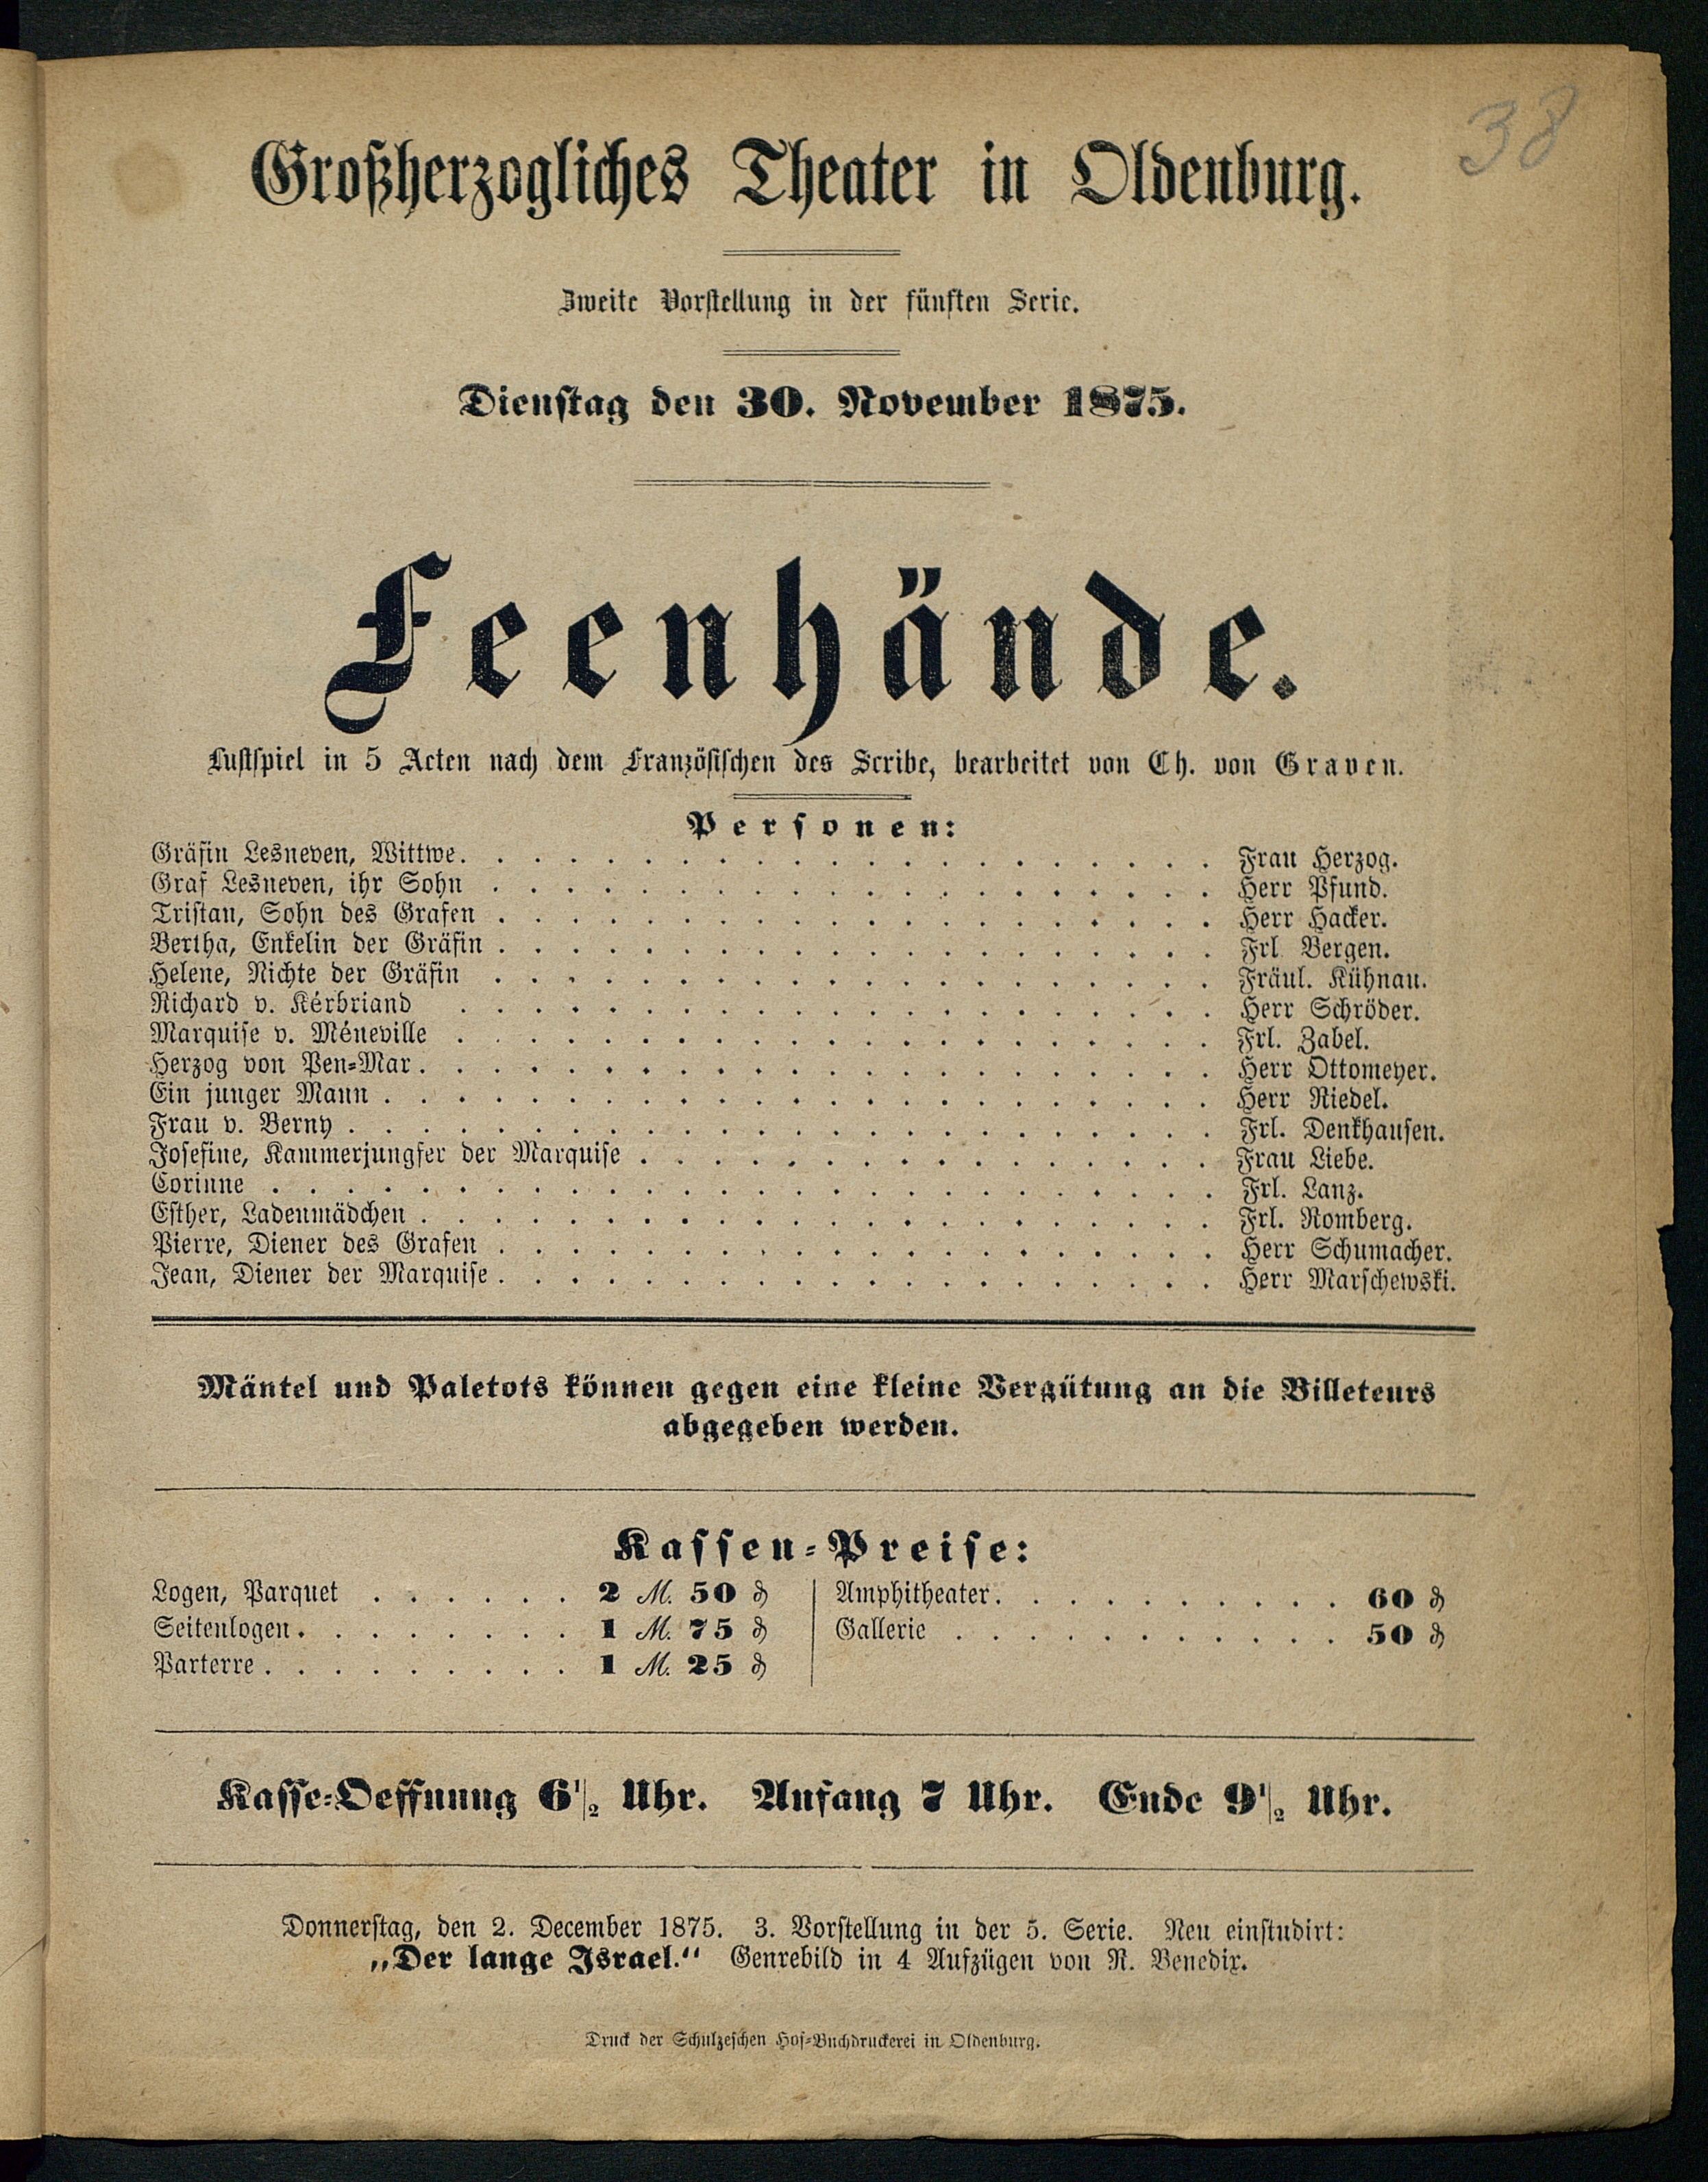 38
Großherzogliches Theater in Oldenburg.
Zweite Vorstellung in der fünften Serie.
Dienstag den 30. November 1875.
Feenhände.
Lustspiel in 5 Acten nach dem Französischen des Scribe, bearbeitet von Ch. von Graven.
Personen:
Gräfin Lesneven, Wittwe. . . . . . . . . . Frau Herzog.
Graf Lesneven, ihr Sohn . . . . . . . . . . Herr Pfund.
Tristan, Sohn des Grafen . . . . . . . . . . Herr Hacker.
Bertha, Enkelin der Gräfin . . . . . . . . . . Frl. Bergen.
Helene, Nichte der Gräfin . . . . . . . . . . Fräul. Kühnau.
Richard v. Kérbriand . . . . . . . . . . Herr Schröder.
Marquise v. Méneville . . . . . . . . . . Frl. Zabel.
Herzog von Pen-Mar . . . . . . . . . . Herr Ottomeyer.
Ein junger Mann . . . . . . . . . . Herr Riedel.
Frau v. Berny . . . . . . . . . . Frl. Denkhausen.
Josefine, Kammerjungfer der Marquise . . . . . . . . . . Frau Liebe.
Corinne . . . . . . . . . . Frl. Lanz.
Esther, Ladenmädchen . . . . . . . . . . Frl. Romberg.
Pierre, Diener des Grafen . . . . . . . . . . Herr Schumacher.
Jean, Diener der Marquise . . . . . . . . . . Herr Marschewski.
Mäntel und Paletots können gegen eine kleine Vergütung an die Billeteurs
abgegeben werden.
Kassen-Preise:
Logen, Parquet . . . . . . 2 M. 50 ₰
Seitenlogen . . . . . . . . 1 M. 75 ₰
Parterre . . . . . . . . . 1 M. 25 ₰
Amphitheater . . . . . . . . . . 60 ₰
Gallerie . . . . . . . . . . . 50 ₰
Kasse-Oeffnung 6 1/2 Uhr. Anfang 7 Uhr. Ende 9 1/2 Uhr.
Donnerstag, den 2. December 1875. 3. Vorstellung in der 5. Serie. Neu einstudirt:
„Der lange Israel.“ Genrebild in 4 Aufzügen von R. Benedix.
Druck der Schulzeschen Hof-Buchdruckerei in Oldenburg.